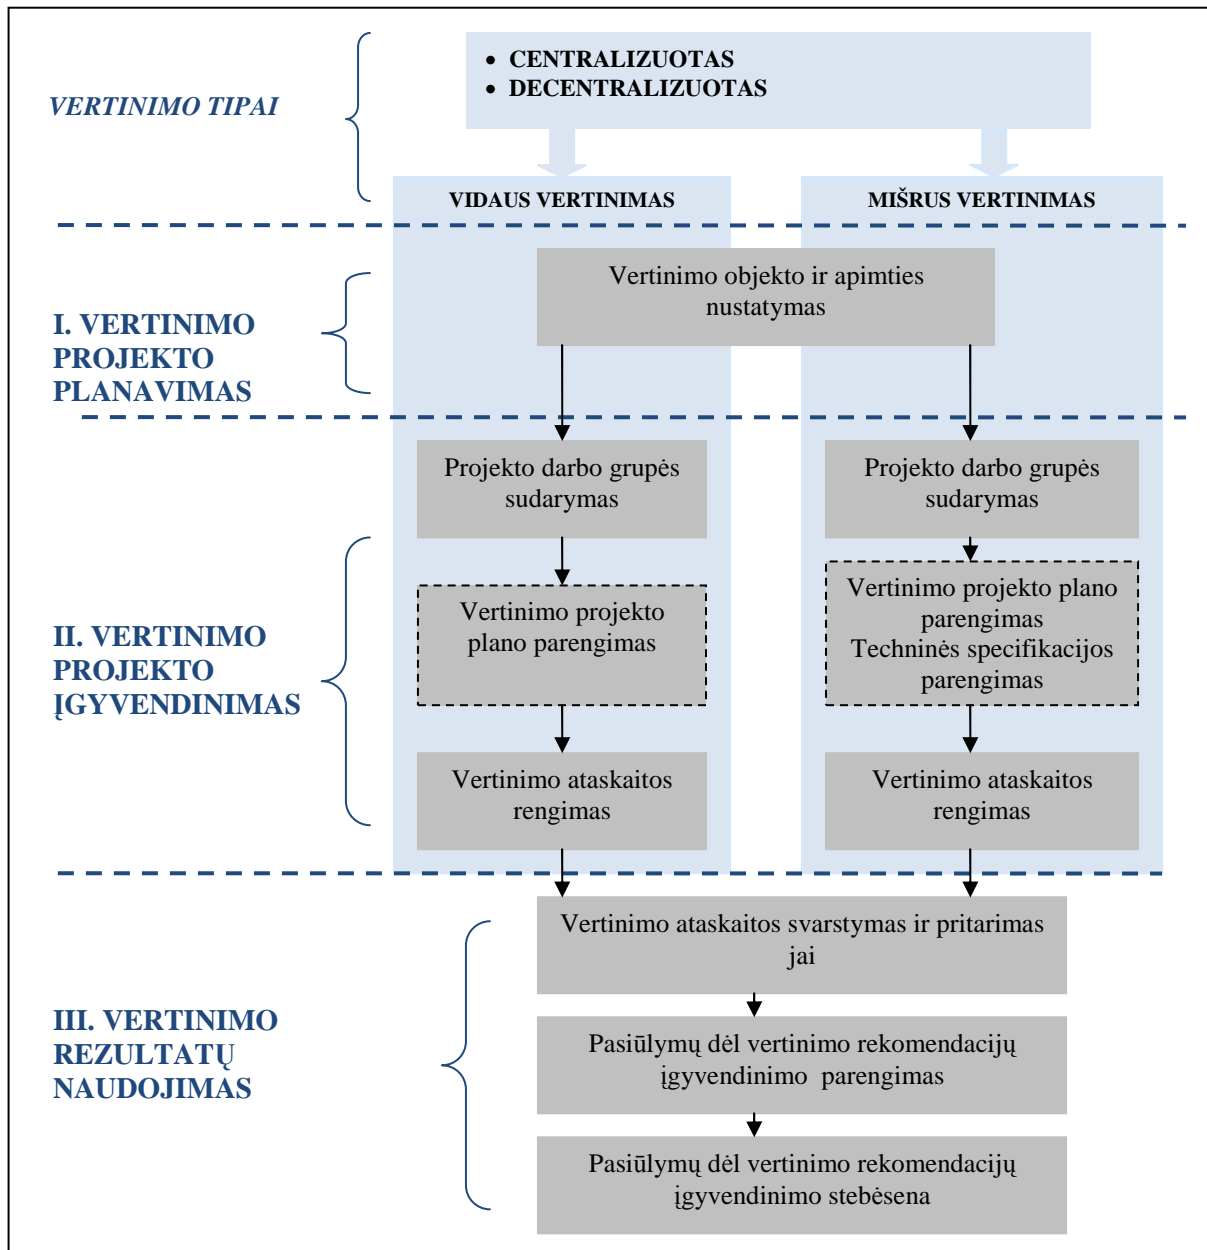 VERTINIMO TIPAI
• CENTRALIZUOTAS
• DECENTRALIZUOTAS
VIDAUS VERTINIMAS
MIŠRUS VERTINIMAS
I. VERTINIMO
PROJEKTO
PLANAVIMAS
Vertinimo objekto ir apimties
nustatymas
II. VERTINIMO
PROJEKTO
ĮGYVENDINIMAS
Projekto darbo grupės
sudarymas
Vertinimo projekto
plano parengimas
Vertinimo ataskaitos
rengimas
Projekto darbo grupės
sudarymas
Vertinimo projekto plano
parengimas
Techninės specifikacijos
parengimas
Vertinimo ataskaitos
rengimas
III. VERTINIMO
REZULTATŲ
NAUDOJIMAS
Vertinimo ataskaitos svarstymas ir pritarimas
jai
Pasiūlymų dėl vertinimo rekomendacijų
įgyvendinimo parengimas
Pasiūlymų dėl vertinimo rekomendacijų
įgyvendinimo stebėsena